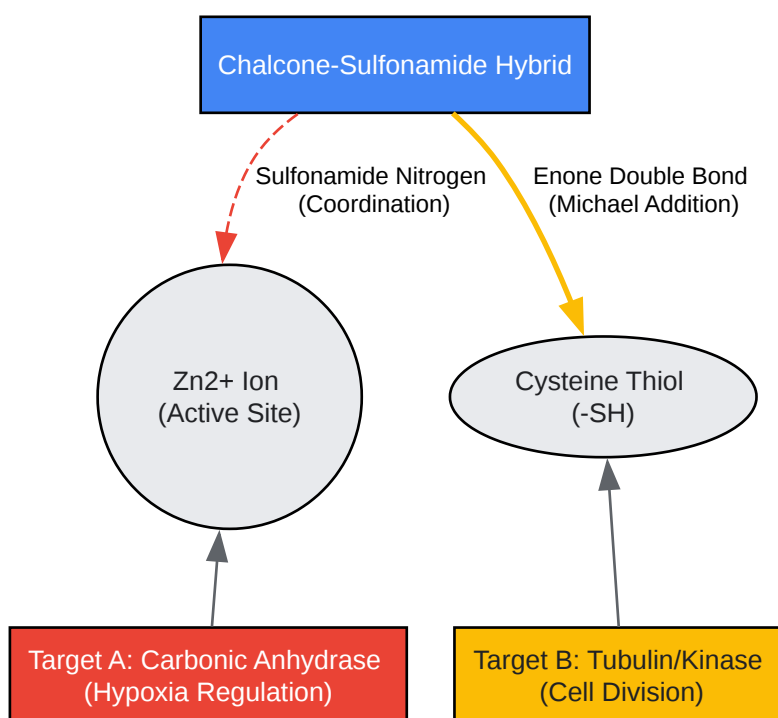 Chalcone-Sulfonamide Hybrid
Sulfonamide Nitrogen
(Coordination)
Enone Double Bond
(Michael Addition)
Zn2+ Ion
(Active Site)
Cysteine Thiol
(-SH)
Target A: Carbonic Anhydrase
(Hypoxia Regulation)
Target B: Tubulin/Kinase
(Cell Division)